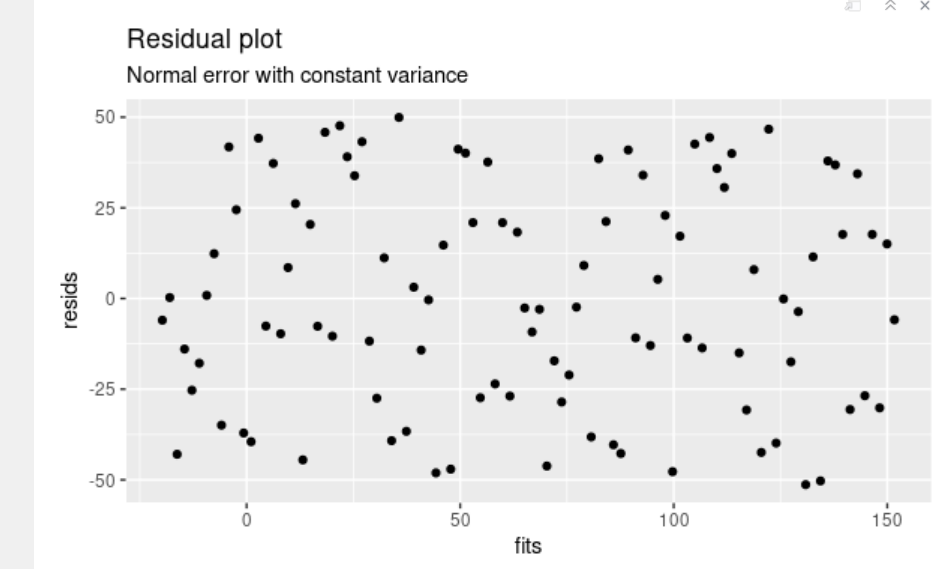 Residual plot
Normal error with constant variance
50
25
0
-25
-50
resids
0 50 100 150
fits